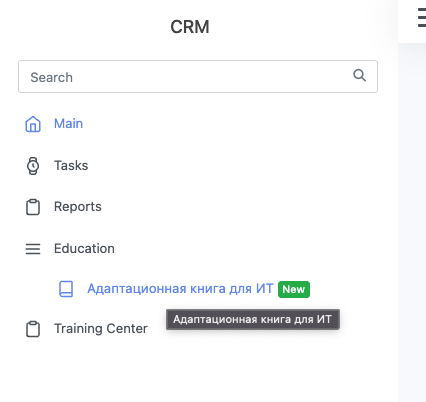 CRM
Search
Main
Tasks
Reports
Education
Адаптационная книга для ИТ New
Адаптационная книга для ИТ
Training Center